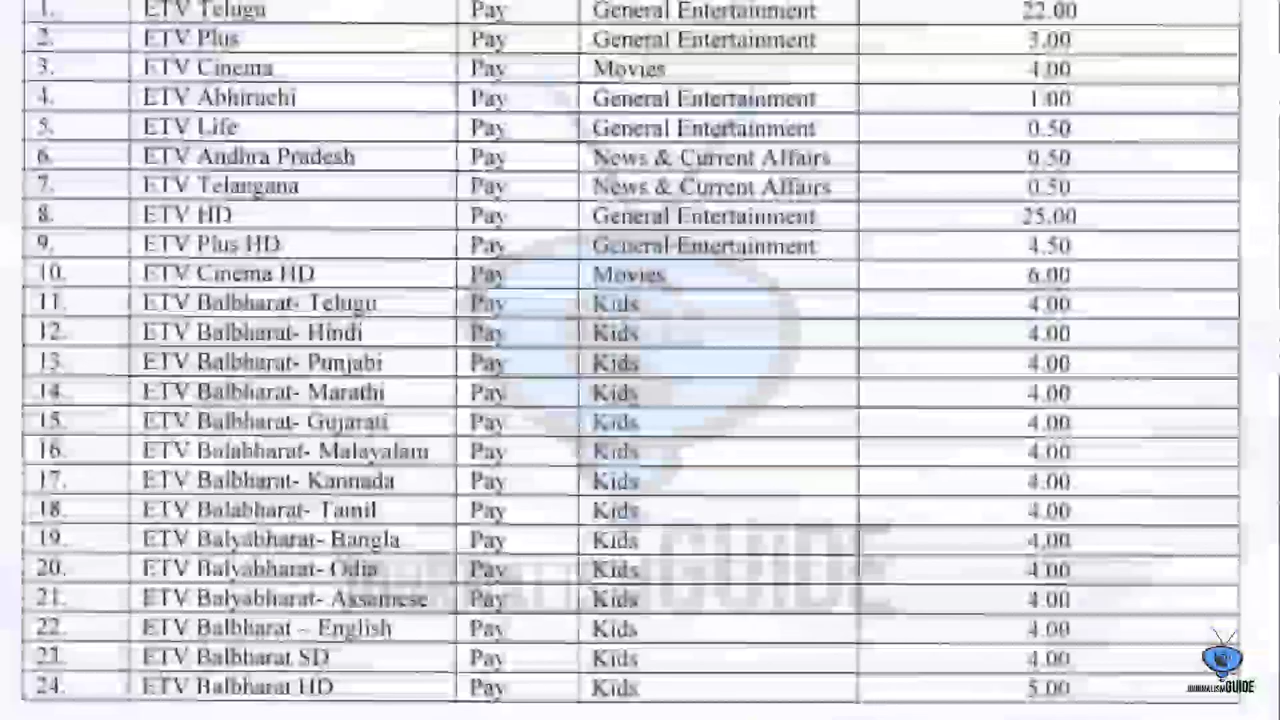 1. ETV Telugu Pay General Entertainment 22.00
2. ETV Plus Pay General Entertainment 3.00
3. ETV Cinema Pay Movies 4.00
4. ETV Abhiruchi Pay General Entertainment 1.00
5. ETV Life Pay General Entertainment 0.50
6. ETV Andhra Pradesh Pay News & Current Affairs 0.50
7. ETV Telangana Pay News & Current Affairs 0.50
8. ETV HD Pay General Entertainment 25.00
9. ETV Plus HD Pay General Entertainment 4.50
10. ETV Cinema HD Pay Movies 6.00
11. ETV Balbharat- Telugu Pay Kids 4.00
12. ETV Balbharat- Hindi Pay Kids 4.00
13. ETV Balbharat- Punjabi Pay Kids 4.00
14. ETV Balbharat- Marathi Pay Kids 4.00
15. ETV Balbharat- Gujarati Pay Kids 4.00
16. ETV Balabharat- Malayalam Pay Kids 4.00
17. ETV Balbharat- Kannada Pay Kids 4.00
18. ETV Balabharat- Tamil Pay Kids 4.00
19. ETV Balyabharat- Bangla Pay Kids 4.00
20. ETV Balyabharat- Odia Pay Kids 4.00
21. ETV Balyabharat- Assamese Pay Kids 4.00
22. ETV Balbharat – English Pay Kids 4.00
23. ETV Balbharat SD Pay Kids 4.00
24. ETV Balbharat HD Pay Kids 5.00
GUIDE
JOURNALISM GUIDE